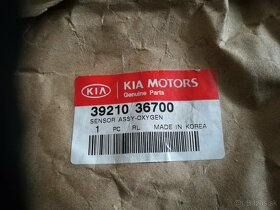 KIA KIA MOTORS
Genuine Parts
39210 36700
SENSOR ASSY-OXYGEN
1 PC RL MADE IN KOREA